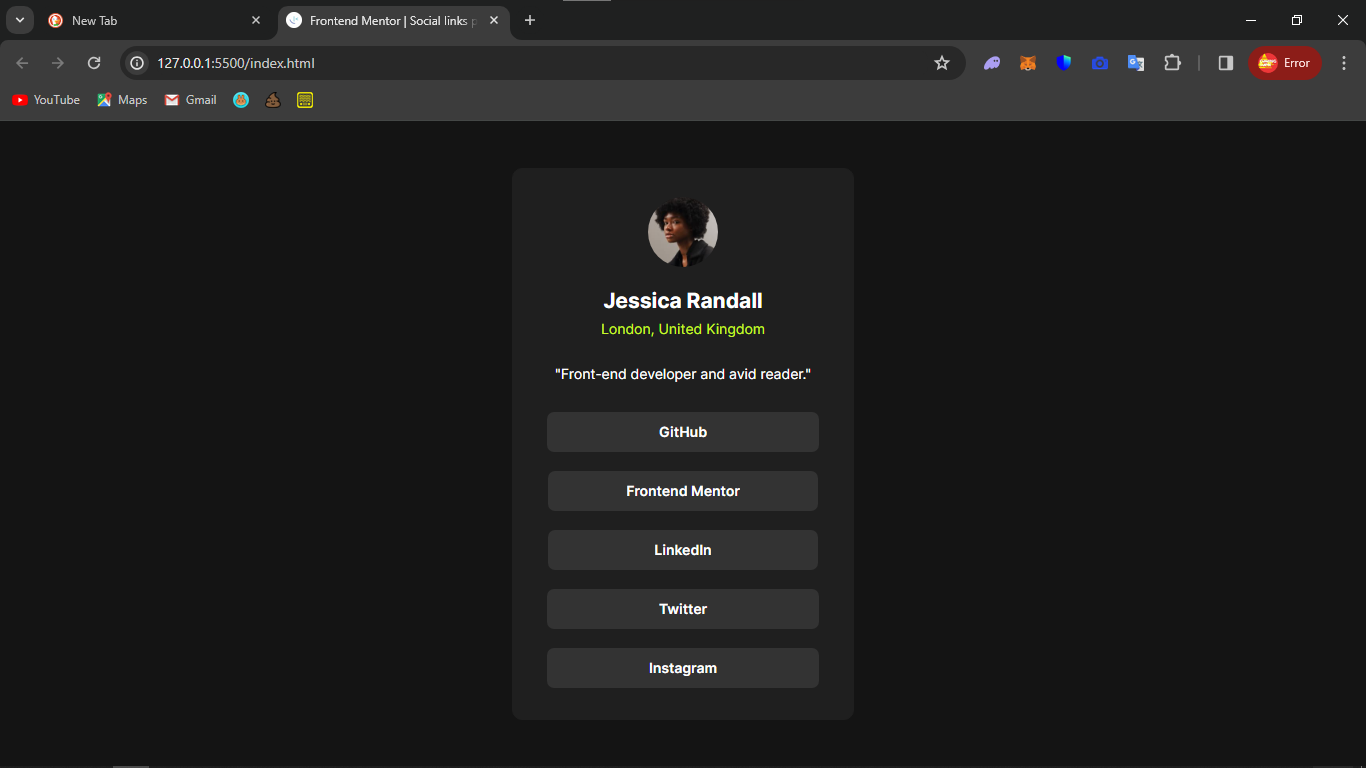 New Tab
Frontend Mentor | Social links p
127.0.0.1:5500/index.html
Error
YouTube
Maps
Gmail
Jessica Randall
London, United Kingdom
"Front-end developer and avid reader."
GitHub
Frontend Mentor
LinkedIn
Twitter
Instagram